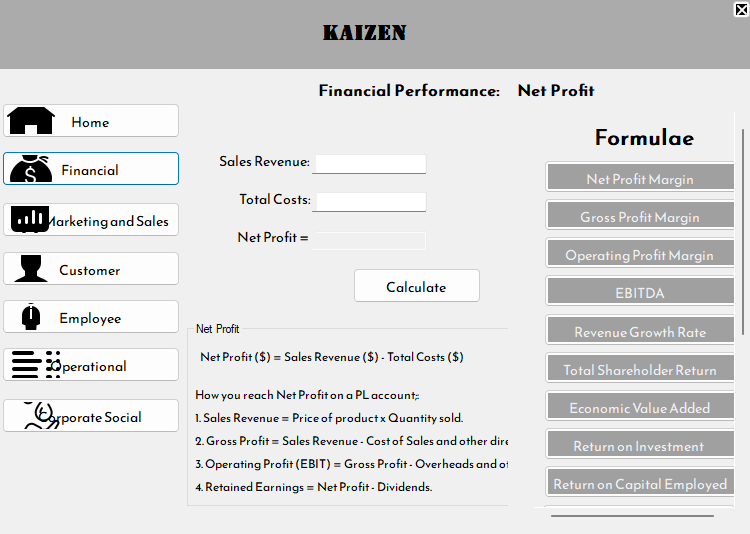 KAIZEN
Financial Performance: Net Profit
Home
Financial
Marketing and Sales
Customer
Employee
Operational
Corporate Social
Sales Revenue:
Total Costs:
Net Profit =
Calculate
Net Profit
Net Profit ($) = Sales Revenue ($) - Total Costs ($)
How you reach Net Profit on a PL account;:
1. Sales Revenue = Price of product x Quantity sold.
2. Gross Profit = Sales Revenue - Cost of Sales and other dire
3. Operating Profit (EBIT) = Gross Profit - Overheads and ot
4. Retained Earnings = Net Profit - Dividends.
Formulae
Net Profit Margin
Gross Profit Margin
Operating Profit Margin
EBITDA
Revenue Growth Rate
Total Shareholder Return
Economic Value Added
Return on Investment
Return on Capital Employed